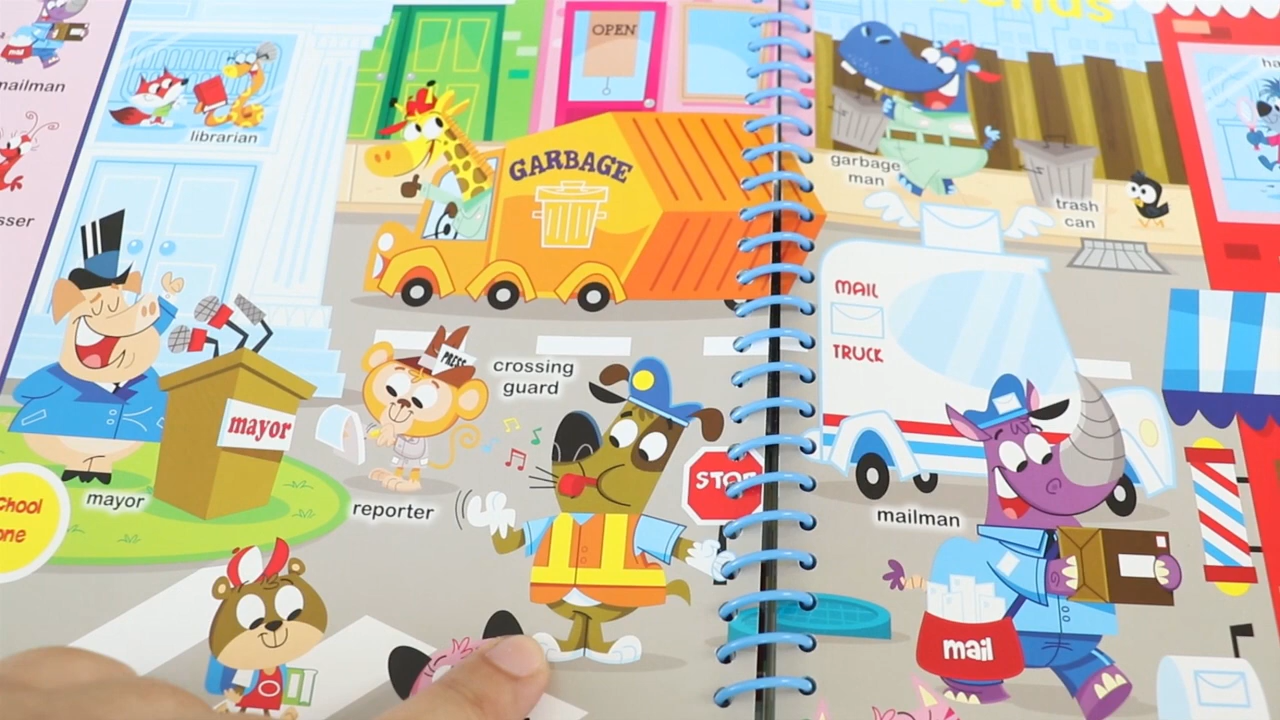 mailman
librarian
OPEN
GARBAGE
garbage
man
trash
can
MAIL
TRUCK
PRESS
crossing
guard
mayor
mayor
reporter
STOP
mailman
mail
mail